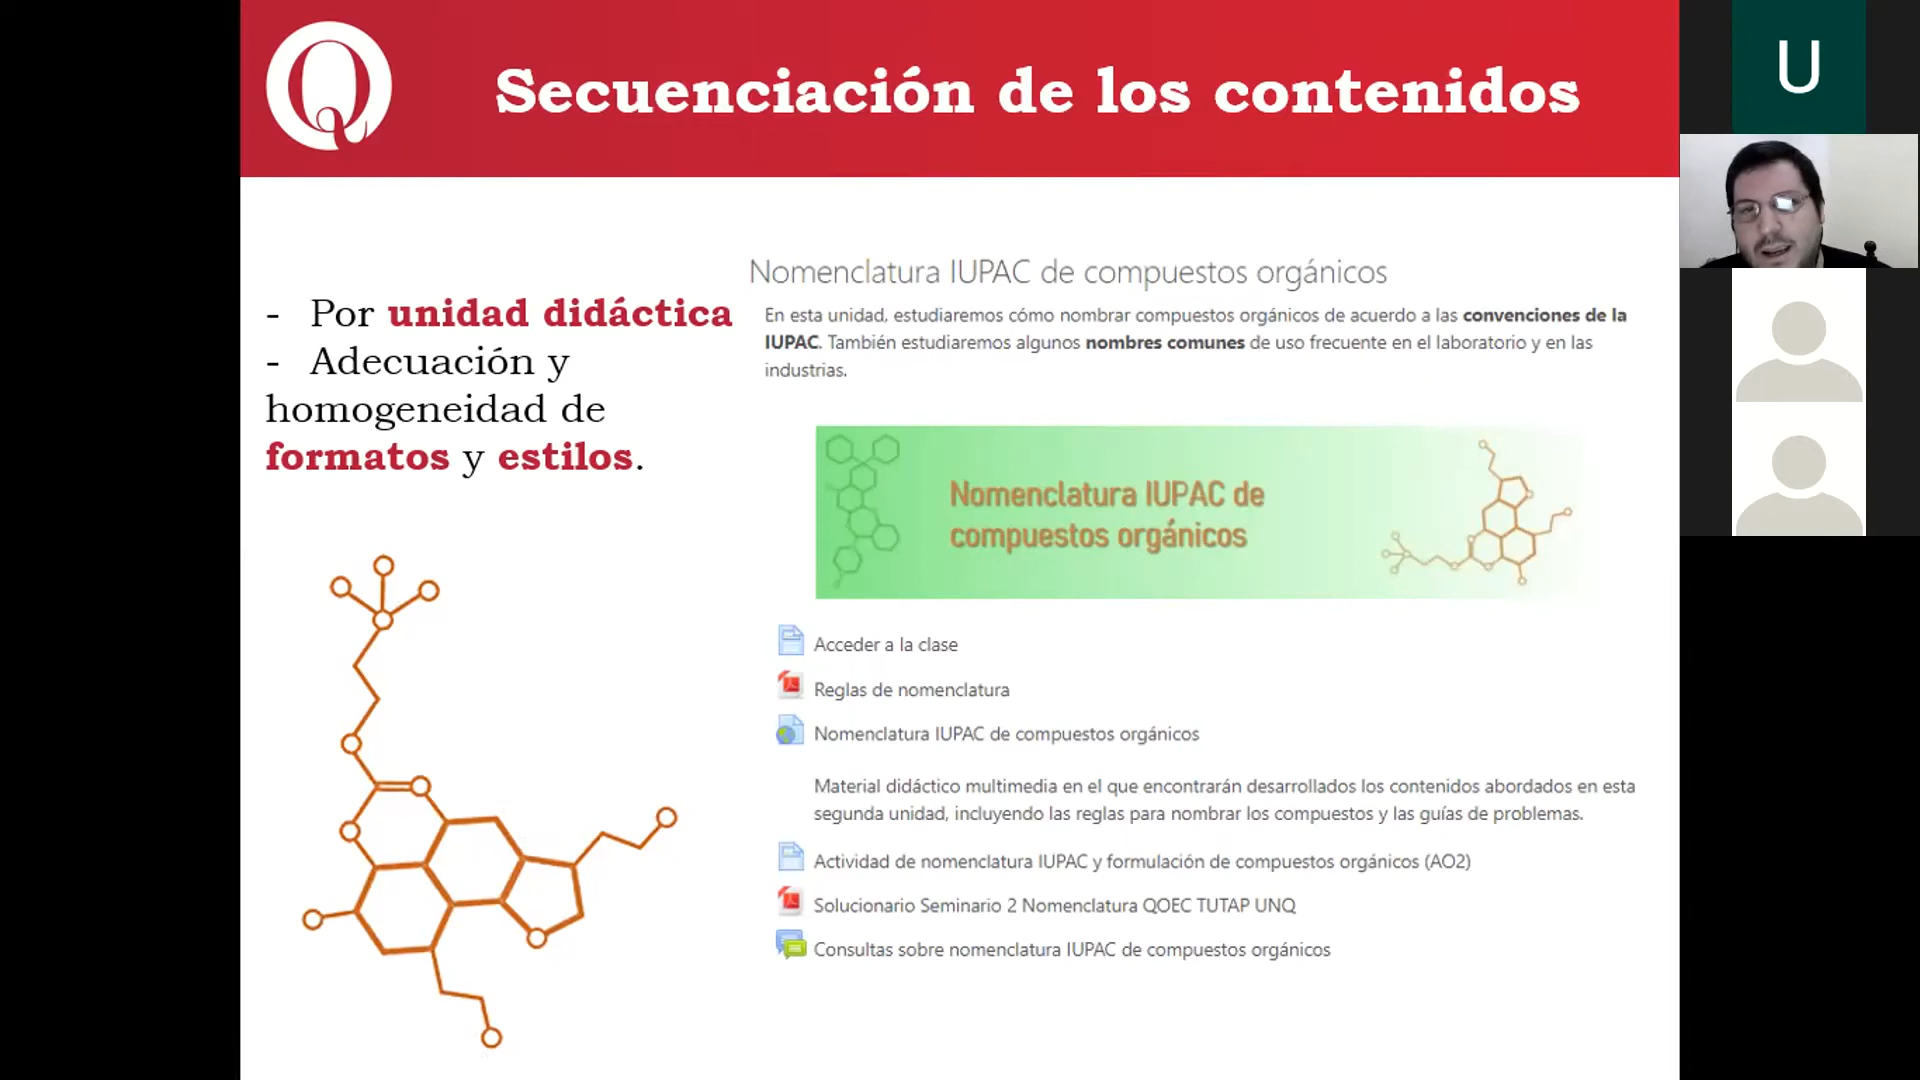 Q
Secuenciación de los contenidos
U
- Por unidad didáctica
- Adecuación y
homogeneidad de
formatos y estilos.
Nomenclatura IUPAC de compuestos orgánicos
En esta unidad, estudiaremos cómo nombrar compuestos orgánicos de acuerdo a las convenciones de la
IUPAC. También estudiaremos algunos nombres comunes de uso frecuente en el laboratorio y en las
industrias.
Nomenclatura IUPAC de
compuestos orgánicos
Acceder a la clase
Reglas de nomenclatura
Nomenclatura IUPAC de compuestos orgánicos
Material didáctico multimedia en el que encontrarán desarrollados los contenidos abordados en esta
segunda unidad, incluyendo las reglas para nombrar los compuestos y las guías de problemas.
Actividad de nomenclatura IUPAC y formulación de compuestos orgánicos (AO2)
Solucionario Seminario 2 Nomenclatura QOEC TUTAP UNQ
Consultas sobre nomenclatura IUPAC de compuestos orgánicos